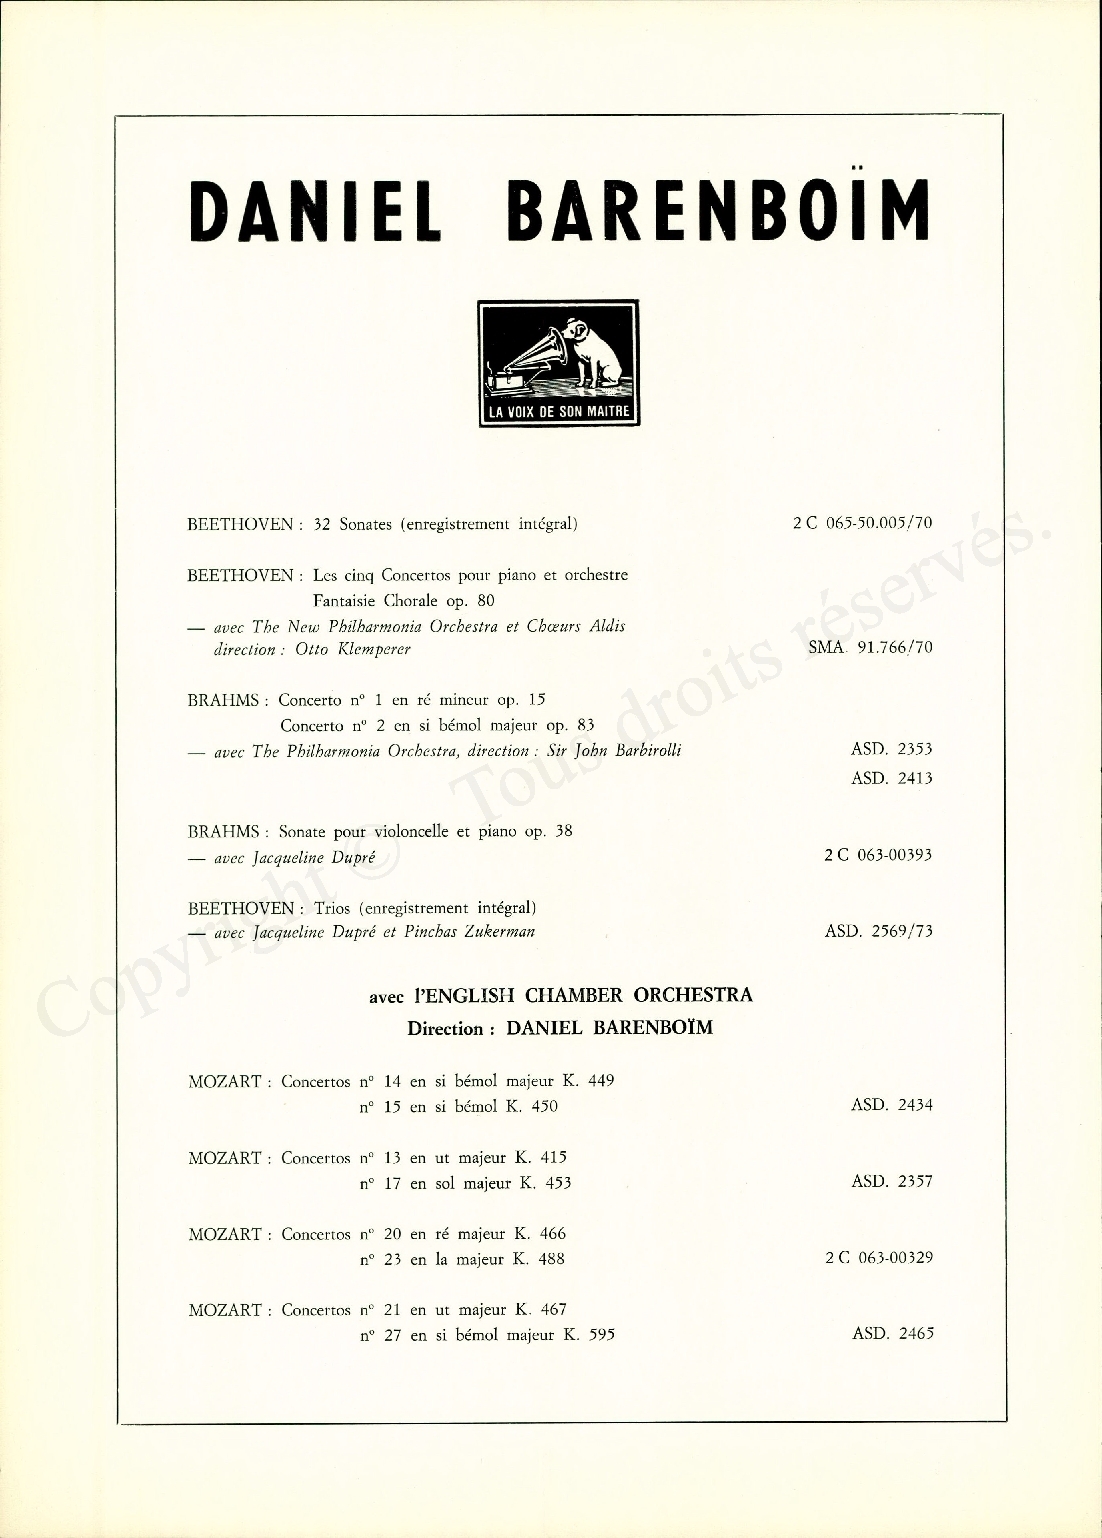 DANIEL BARENBOÏM
LA VOIX DE SON MAITRE
BEETHOVEN : 32 Sonates (enregistrement intégral) 2 C 065-50.005/70
BEETHOVEN : Les cinq Concertos pour piano et orchestre
Fantaisie Chorale op. 80
— avec The New Philharmonia Orchestra et Chœurs Aldis
direction : Otto Klemperer SMA. 91.766/70
BRAHMS : Concerto n° 1 en ré mineur op. 15
Concerto n° 2 en si bémol majeur op. 83
— avec The Philharmonia Orchestra, direction : Sir John Barbirolli ASD. 2353
ASD. 2413
BRAHMS : Sonate pour violoncelle et piano op. 38
— avec Jacqueline Dupré 2 C 063-00393
BEETHOVEN : Trios (enregistrement intégral)
— avec Jacqueline Dupré et Pinchas Zukerman ASD. 2569/73
avec l'ENGLISH CHAMBER ORCHESTRA
Direction : DANIEL BARENBOÏM
MOZART : Concertos n° 14 en si bémol majeur K. 449
n° 15 en si bémol K. 450 ASD. 2434
MOZART : Concertos n° 13 en ut majeur K. 415
n° 17 en sol majeur K. 453 ASD. 2357
MOZART : Concertos n° 20 en ré majeur K. 466
n° 23 en la majeur K. 488 2 C 063-00329
MOZART : Concertos n° 21 en ut majeur K. 467
n° 27 en si bémol majeur K. 595 ASD. 2465
Copyright © Tous droits réservés.